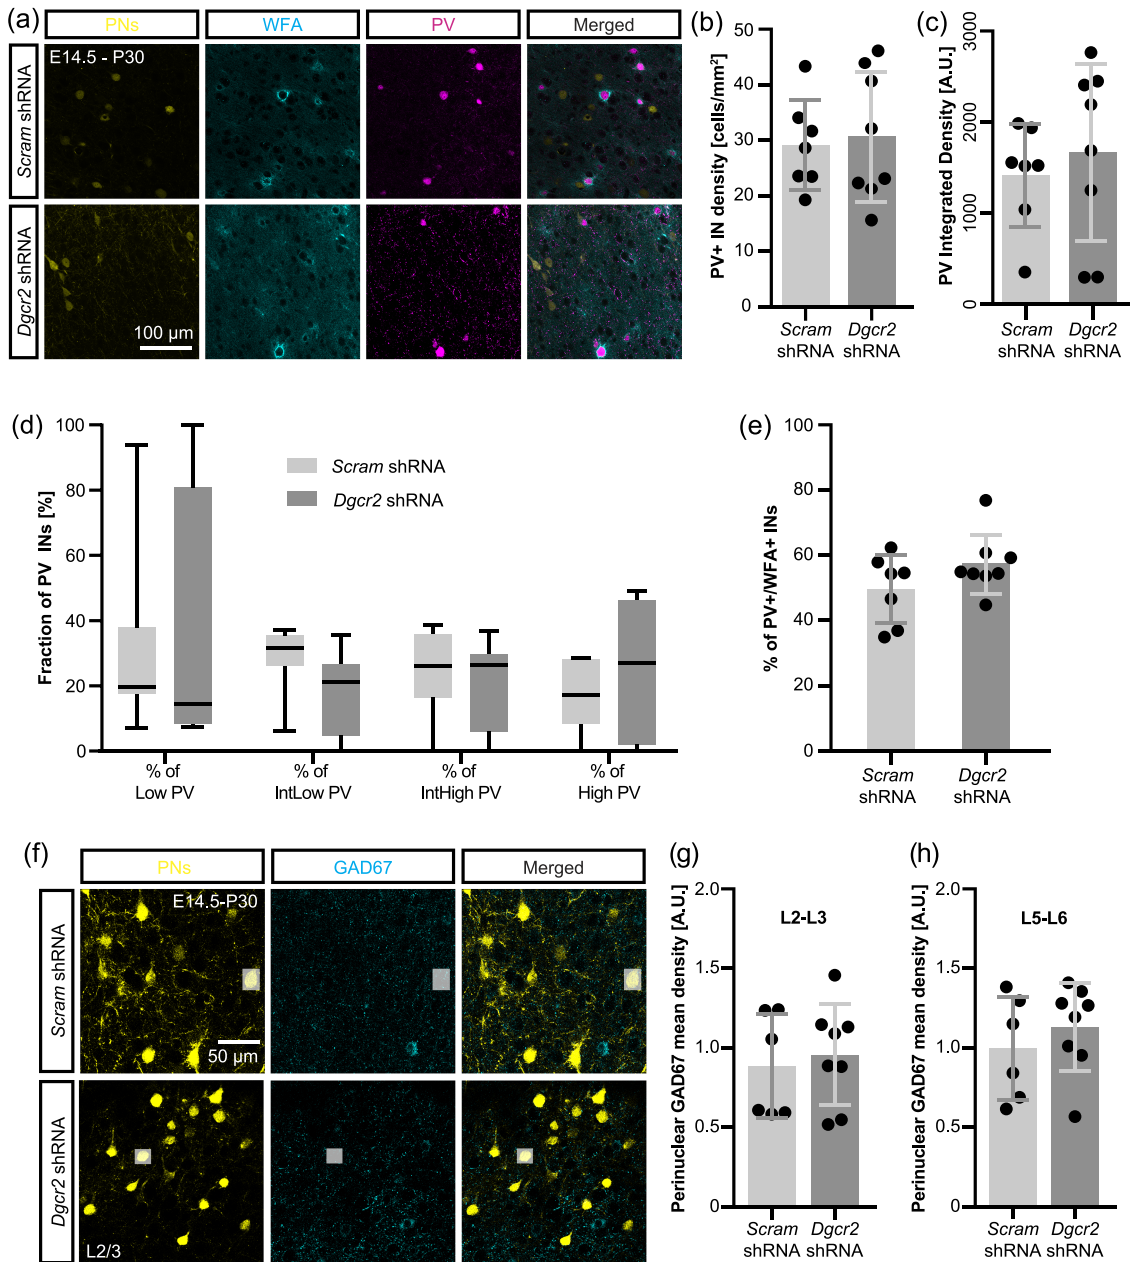 (a)
PNs
WFA
PV
Merged
Scram shRNA
E14.5 - P30
Dgcr2 shRNA
100 µm
(b)
PV+ IN density [cells/mm²]
50
40
30
20
10
0
Scram
shRNA
Dgcr2
shRNA
(c)
PV Integrated Density [A.U.]
3000
2000
1000
0
Scram
shRNA
Dgcr2
shRNA
(d)
Fraction of PV INs [%]
100
80
60
40
20
0
Scram shRNA
Dgcr2 shRNA
% of
Low PV
% of
IntLow PV
% of
IntHigh PV
% of
High PV
(e)
% of PV+/WFA+ INs
100
80
60
40
20
0
Scram
shRNA
Dgcr2
shRNA
(f)
PNs
GAD67
Merged
Scram shRNA
E14.5-P30
50 µm
Dgcr2 shRNA
L2/3
(g)
Perinuclear GAD67 mean density [A.U.]
2.0
1.5
1.0
0.5
0
L2-L3
Scram
shRNA
Dgcr2
shRNA
(h)
Perinuclear GAD67 mean density [A.U.]
2.0
1.5
1.0
0.5
0
L5-L6
Scram
shRNA
Dgcr2
shRNA